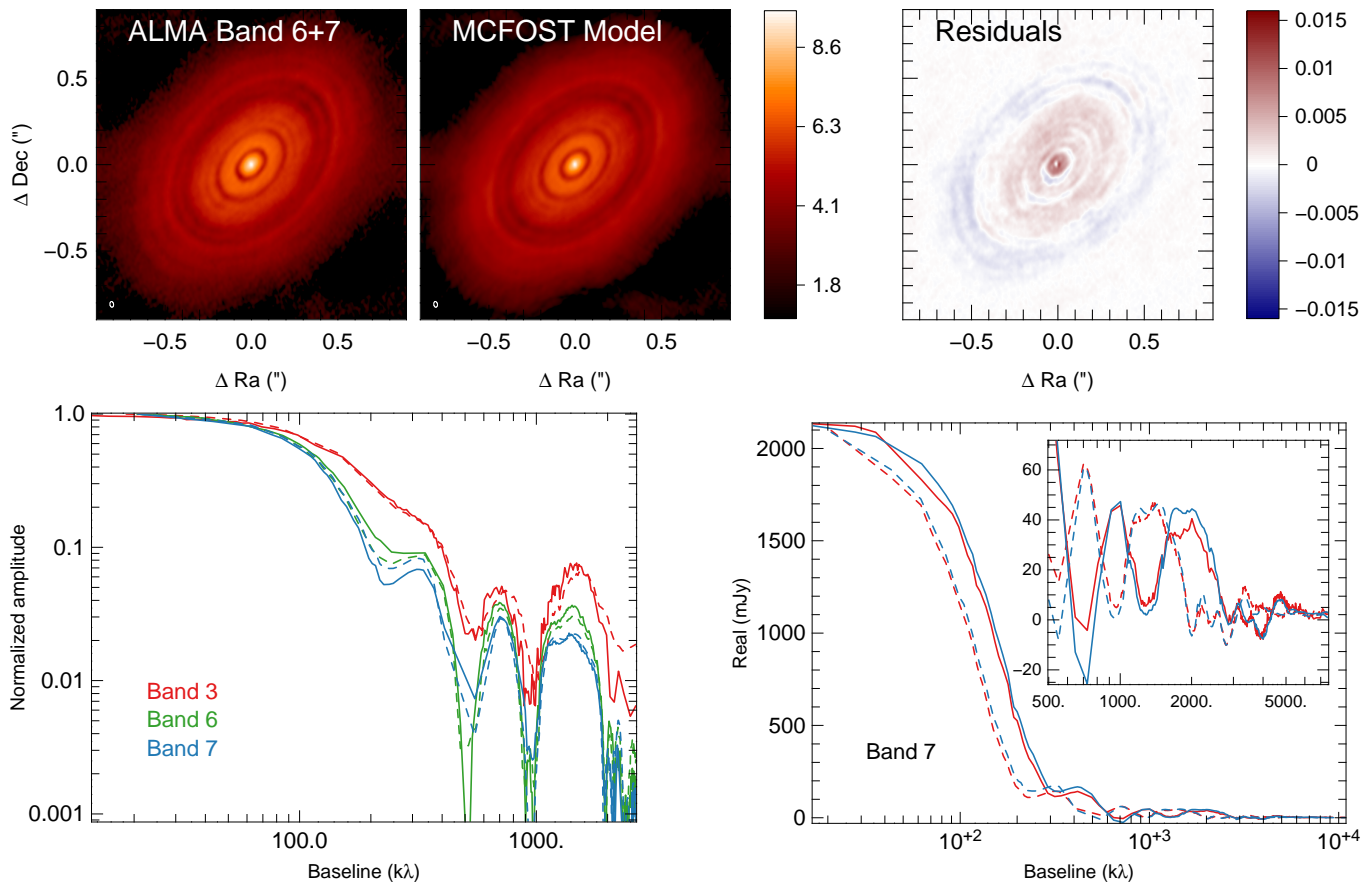 ALMA Band 6+7
MCFOST Model
Residuals
Δ Dec (")
0.5
0.0
−0.5
−0.5 0.0 0.5
−0.5 0.0 0.5
−0.5 0.0 0.5
Δ Ra (")
Δ Ra (")
Δ Ra (")
8.6
6.3
4.1
1.8
0.015
0.01
0.005
0
−0.005
−0.01
−0.015
Normalized amplitude
1.0
0.1
0.01
0.001
Band 3
Band 6
Band 7
100.0 1000.
Baseline (kλ)
Real (mJy)
2000
1500
1000
500
0
60
40
20
0
−20
500. 1000. 2000. 5000.
Band 7
10+2 10+3 10+4
Baseline (kλ)